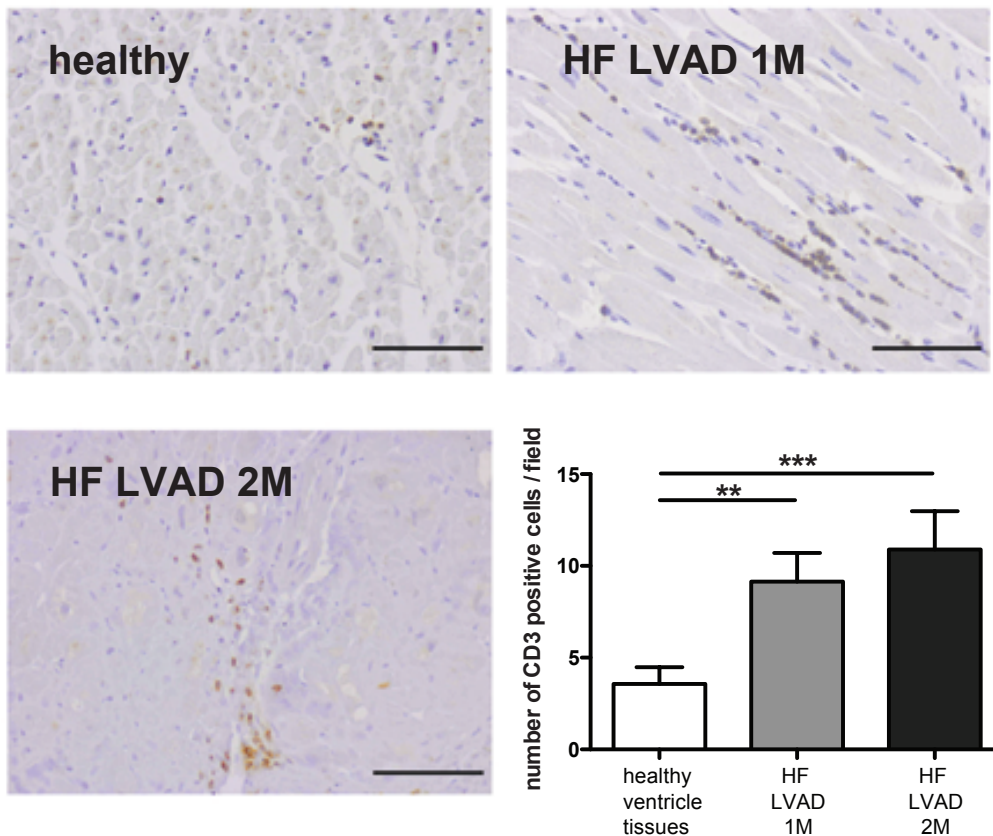 healthy
HF LVAD 1M
HF LVAD 2M
number of CD3 positive cells / field
15
10
5
0
***
**
healthy
ventricle
tissues
HF
LVAD
1M
HF
LVAD
2M